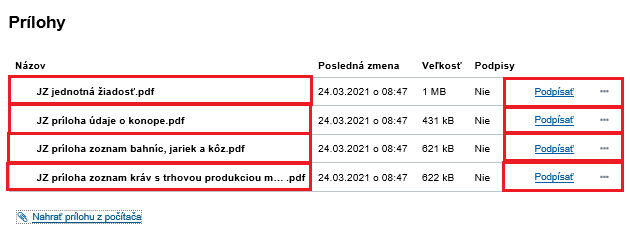 Prílohy
Názov Posledná zmena Veľkosť Podpisy
JZ jednotná žiadosť.pdf 24.03.2021 o 08:47 1 MB Nie Podpísať ···
JZ príloha údaje o konope.pdf 24.03.2021 o 08:47 431 kB Nie Podpísať ···
JZ príloha zoznam bahníc, jariek a kôz.pdf 24.03.2021 o 08:47 621 kB Nie Podpísať ···
JZ príloha zoznam kráv s trhovou produkciou m... .pdf 24.03.2021 o 08:47 622 kB Nie Podpísať ···
Nahrať prílohu z počítača